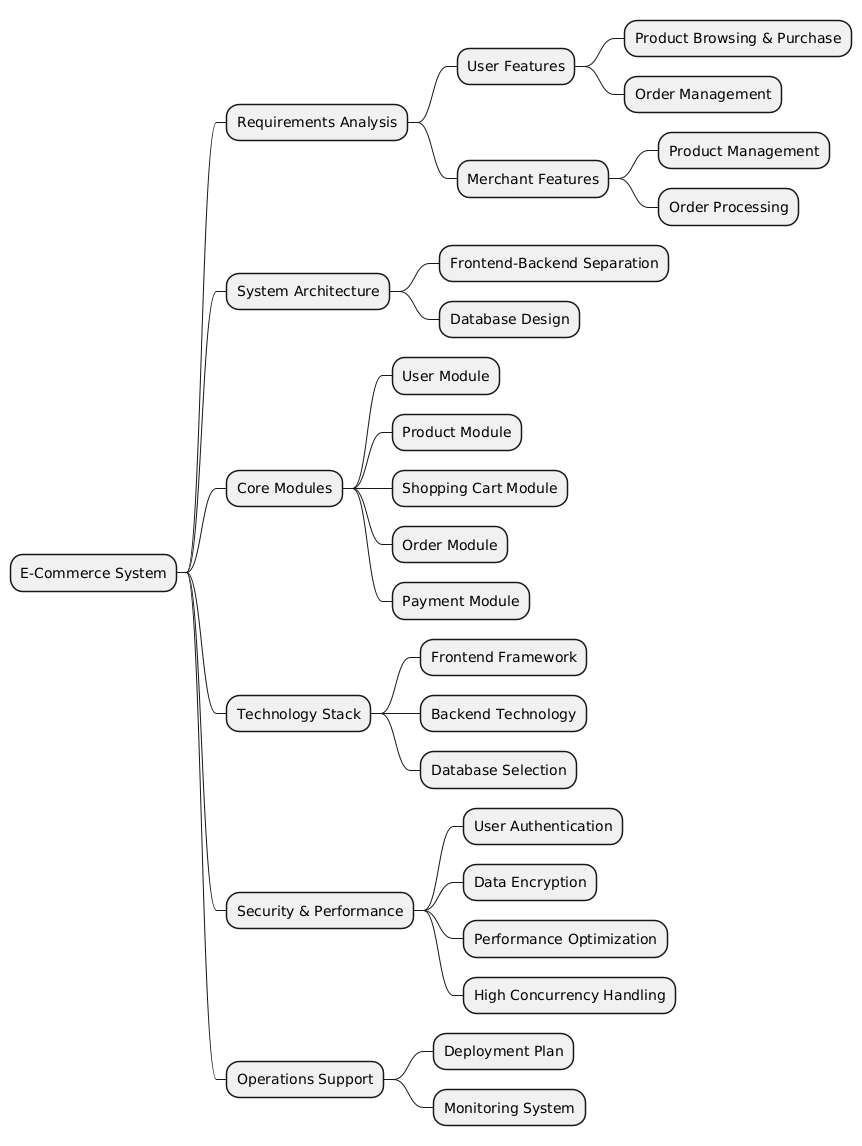 E-Commerce System
Requirements Analysis
User Features
Product Browsing & Purchase
Order Management
Merchant Features
Product Management
Order Processing
System Architecture
Frontend-Backend Separation
Database Design
Core Modules
User Module
Product Module
Shopping Cart Module
Order Module
Payment Module
Technology Stack
Frontend Framework
Backend Technology
Database Selection
Security & Performance
User Authentication
Data Encryption
Performance Optimization
High Concurrency Handling
Operations Support
Deployment Plan
Monitoring System